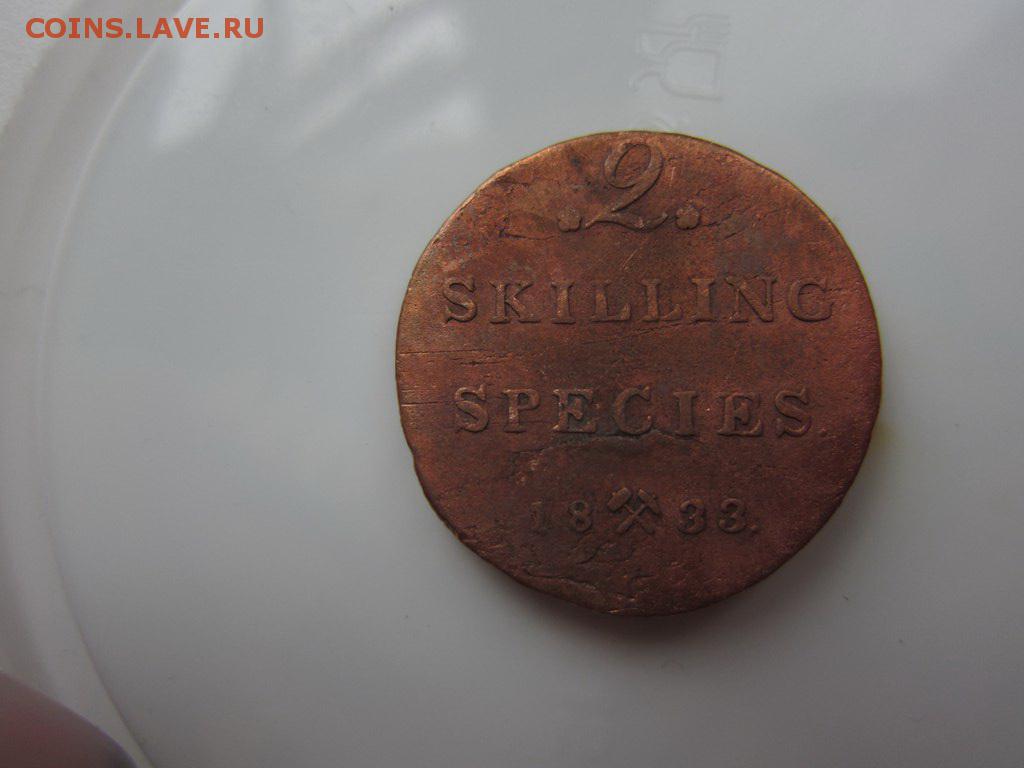 COINS.LAVE.RU
.2.
SKILLING
SPECIES.
18 33.